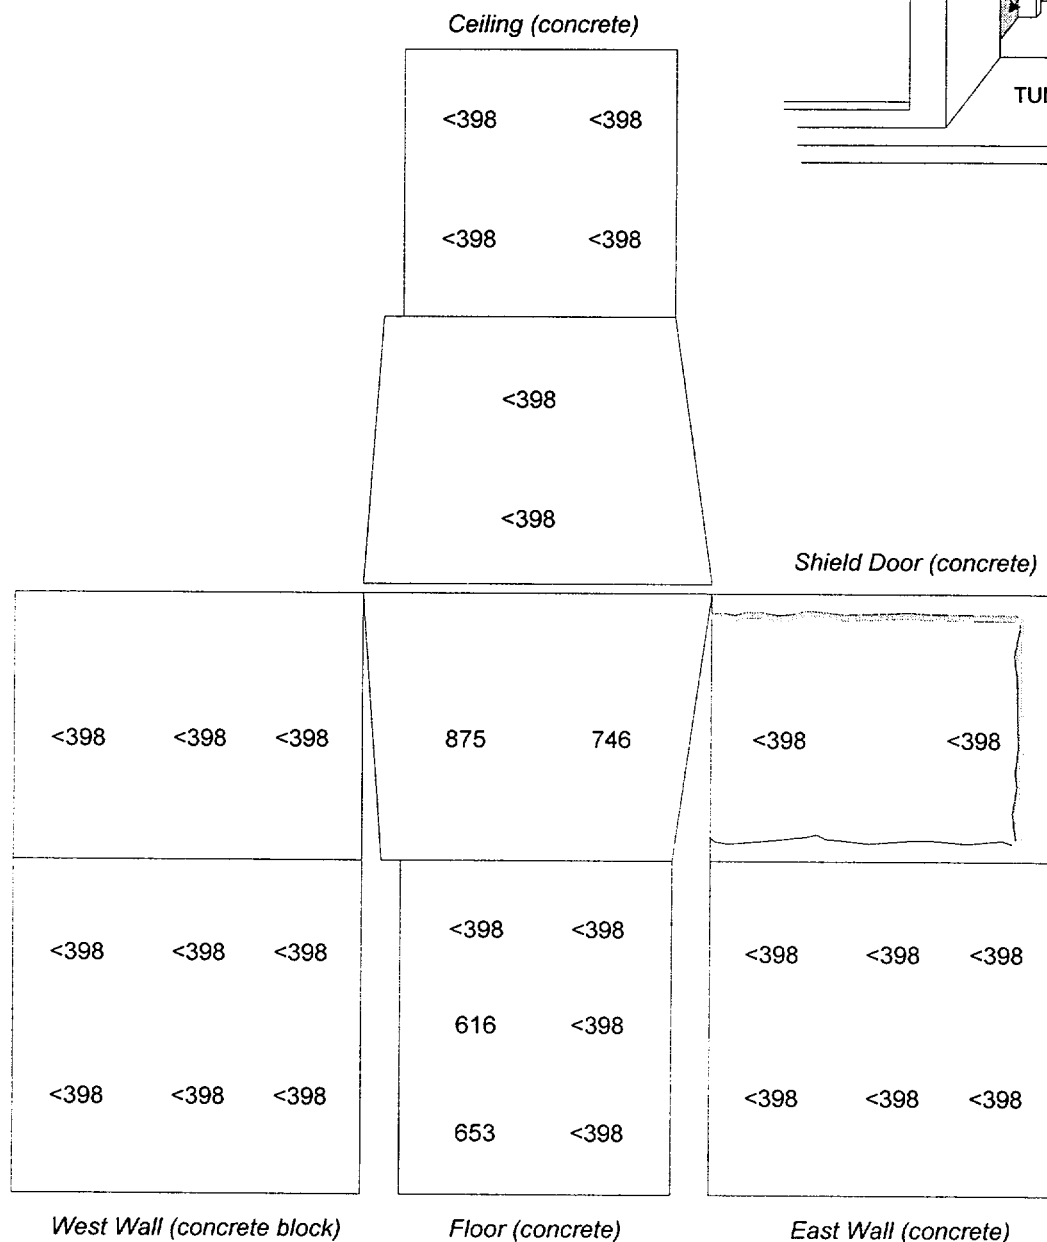 Ceiling (concrete)
<398 <398
<398 <398
<398
<398
Shield Door (concrete)
<398 <398 <398 875 746 <398 <398
<398 <398 <398 <398 <398 <398 <398 <398
616 <398
<398 <398 <398 653 <398 <398 <398 <398
West Wall (concrete block) Floor (concrete) East Wall (concrete)